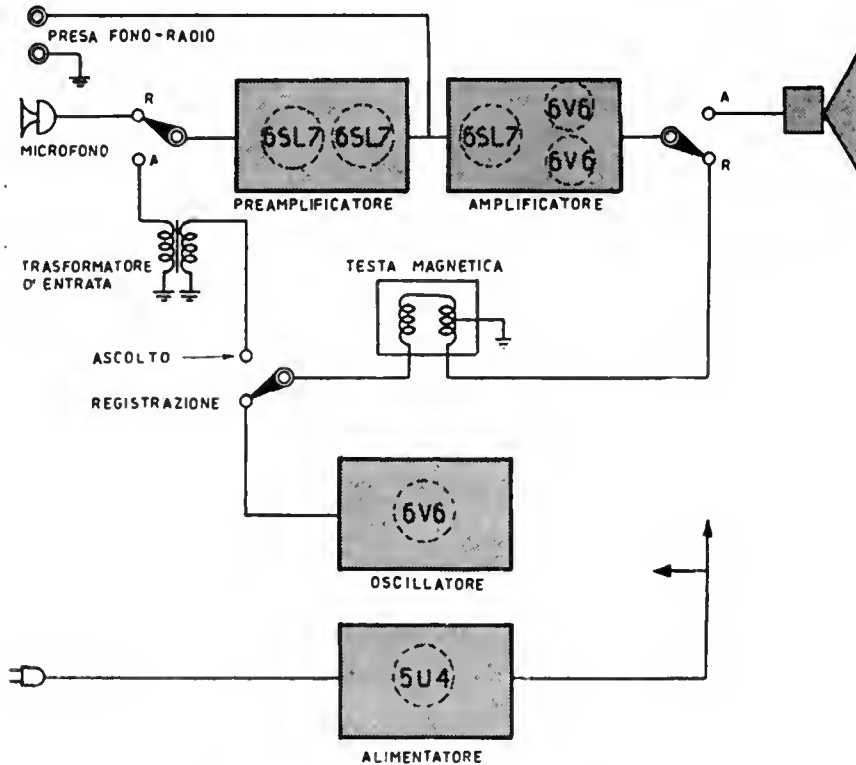 PRESA FONO-RADIO
R
MICROFONO
A
6SL7 6SL7
PREAMPLIFICATORE
6SL7
6V6
6V6
AMPLIFICATORE
A
R
TRASFORMATORE
D'ENTRATA
TESTA MAGNETICA
ASCOLTO
REGISTRAZIONE
6V6
OSCILLATORE
5U4
ALIMENTATORE